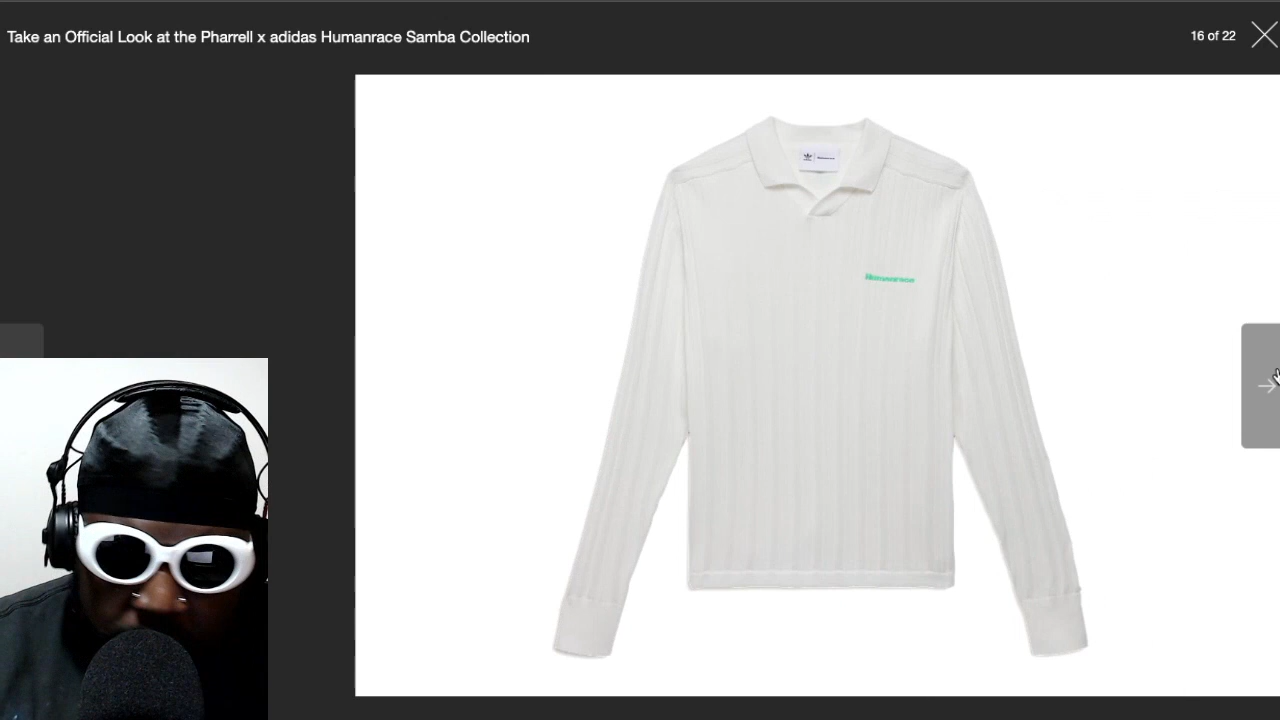 Take an Official Look at the Pharrell x adidas Humanrace Samba Collection
16 of 22
Humanrace